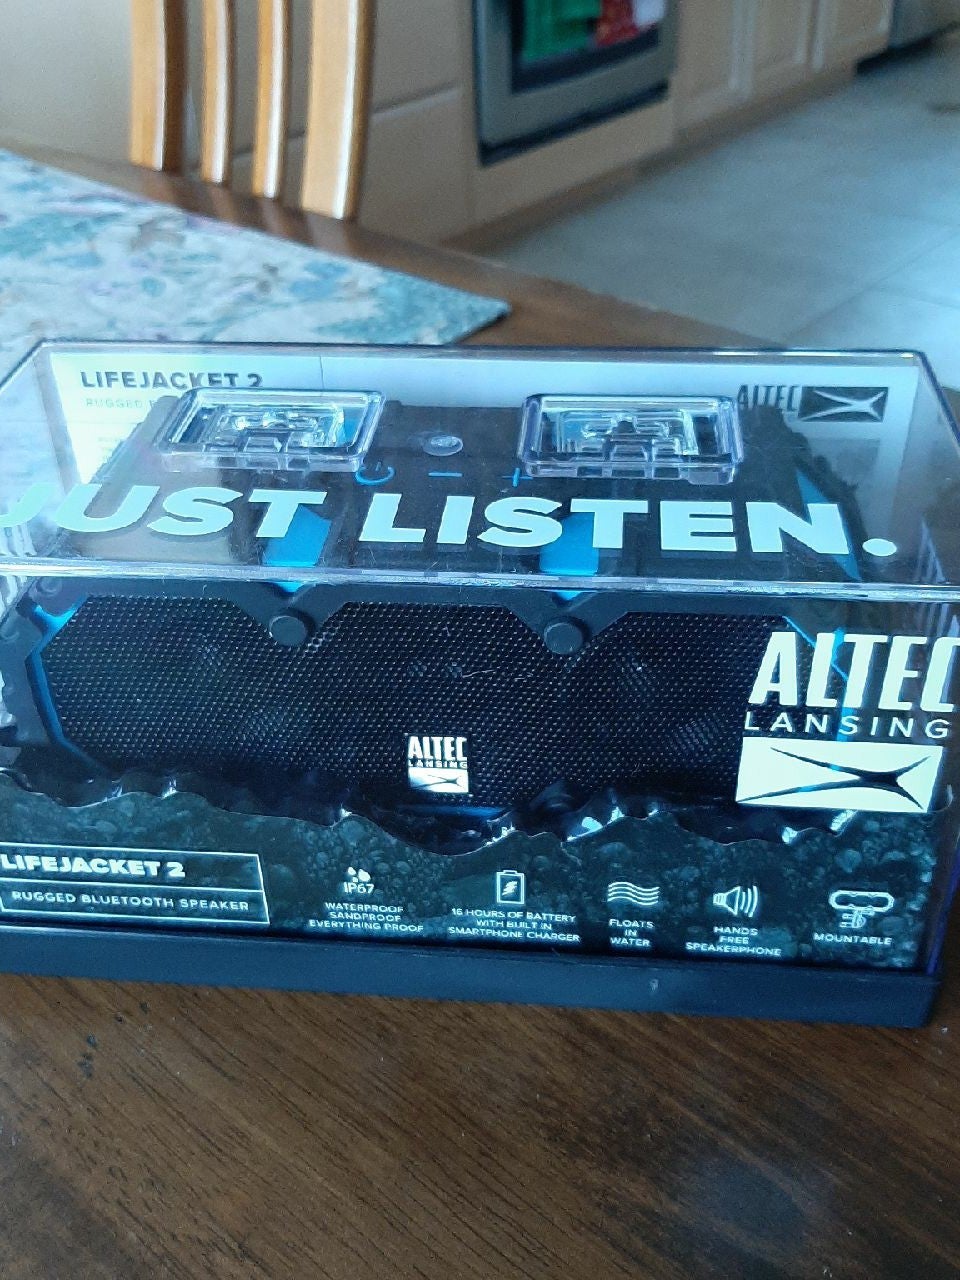 LIFEJACKET 2
RUGGED
ALTEC
JUST LISTEN.
ALTEC
LANSING
ALTEC
LANSING
LIFEJACKET 2
RUGGED BLUETOOTH SPEAKER
IP67
WATERPROOF
SANDPROOF
EVERYTHING PROOF
16 HOURS OF BATTERY
WITH BUILT IN
SMARTPHONE CHARGER
FLOATS
IN
WATER
HANDS
FREE
SPEAKERPHONE
MOUNTABLE